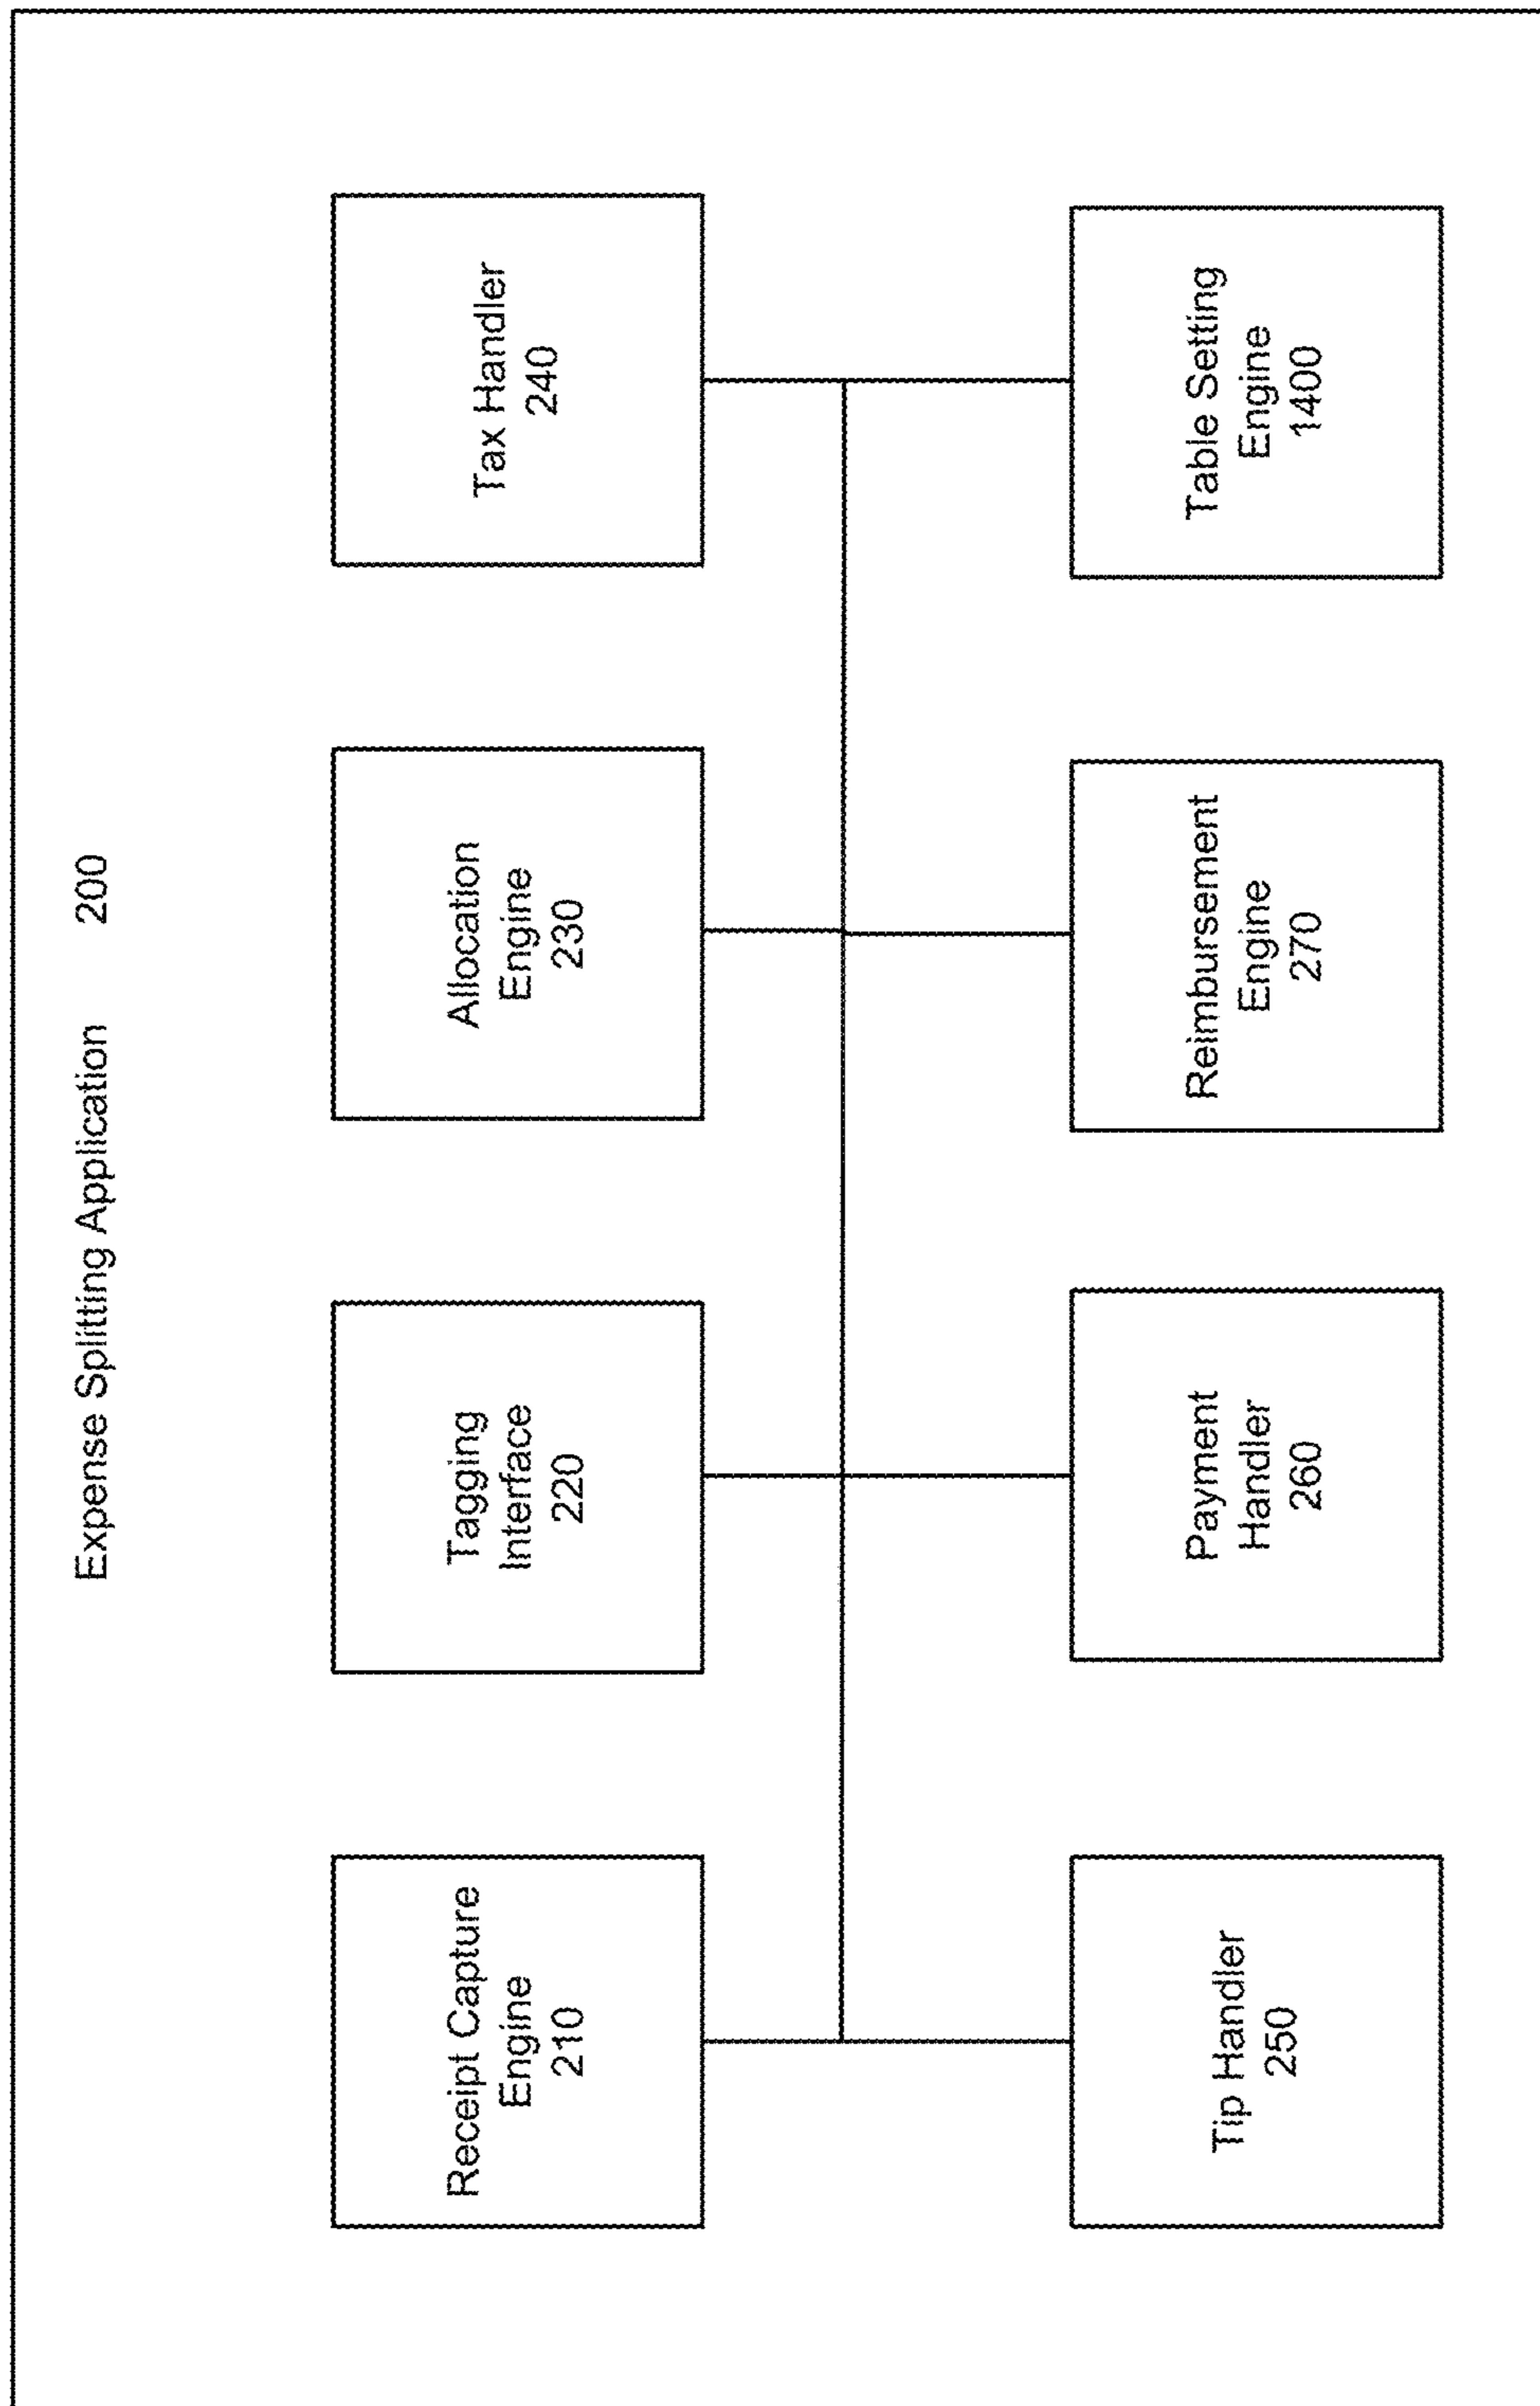 Expense Splitting Application 200
Receipt Capture
Engine
210
Tagging
Interface
220
Allocation
Engine
230
Tax Handler
240
Tip Handler
250
Payment
Handler
260
Reimbursement
Engine
270
Table Setting
Engine
1400